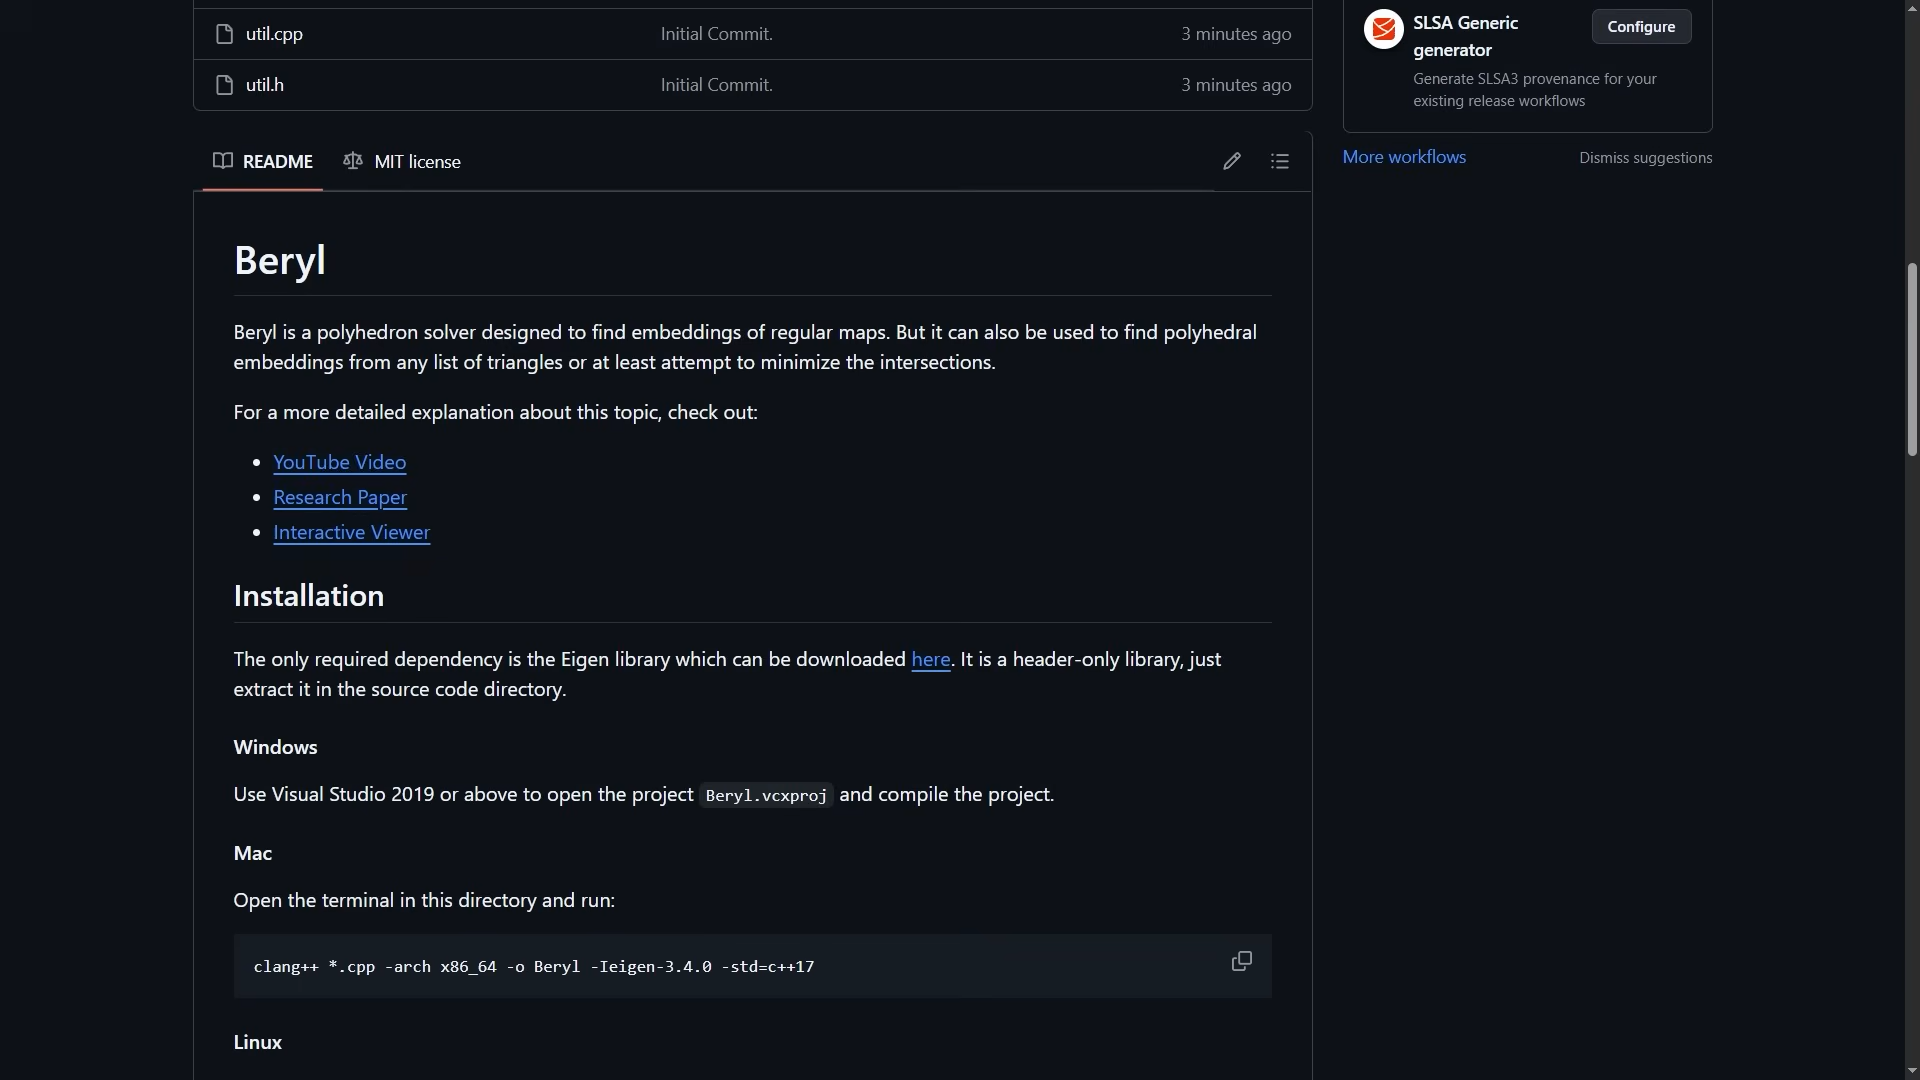 util.cpp Initial Commit. 3 minutes ago
util.h Initial Commit. 3 minutes ago
SLSA Generic
generator
Configure
Generate SLSA3 provenance for your
existing release workflows
More workflows Dismiss suggestions
README MIT license
Beryl
Beryl is a polyhedron solver designed to find embeddings of regular maps. But it can also be used to find polyhedral
embeddings from any list of triangles or at least attempt to minimize the intersections.
For a more detailed explanation about this topic, check out:
• YouTube Video
• Research Paper
• Interactive Viewer
Installation
The only required dependency is the Eigen library which can be downloaded here. It is a header-only library, just
extract it in the source code directory.
Windows
Use Visual Studio 2019 or above to open the project Beryl.vcxproj and compile the project.
Mac
Open the terminal in this directory and run:
clang++ *.cpp -arch x86_64 -o Beryl -Ieigen-3.4.0 -std=c++17
Linux